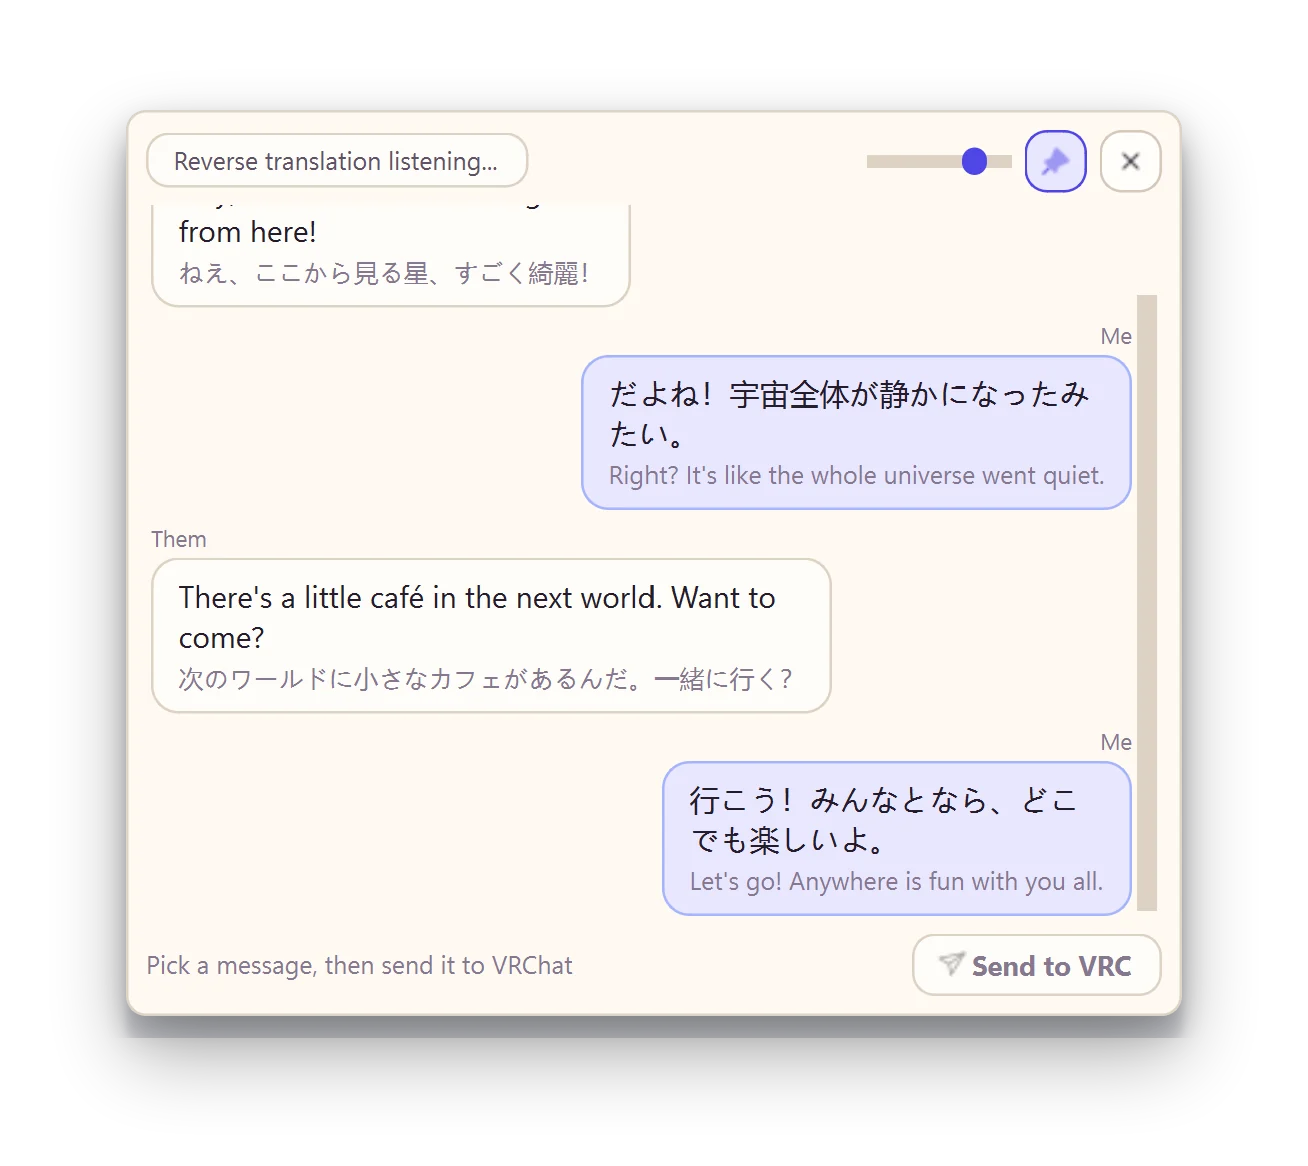 Reverse translation listening...
from here!
ねえ、ここから見る星、すごく綺麗！
Me
だよね！宇宙全体が静かになったみ
たい。
Right? It's like the whole universe went quiet.
Them
There's a little café in the next world. Want to
come?
次のワールドに小さなカフェがあるんだ。一緒に行く？
Me
行こう！みんなとなら、どこ
でも楽しいよ。
Let's go! Anywhere is fun with you all.
Pick a message, then send it to VRChat
Send to VRC